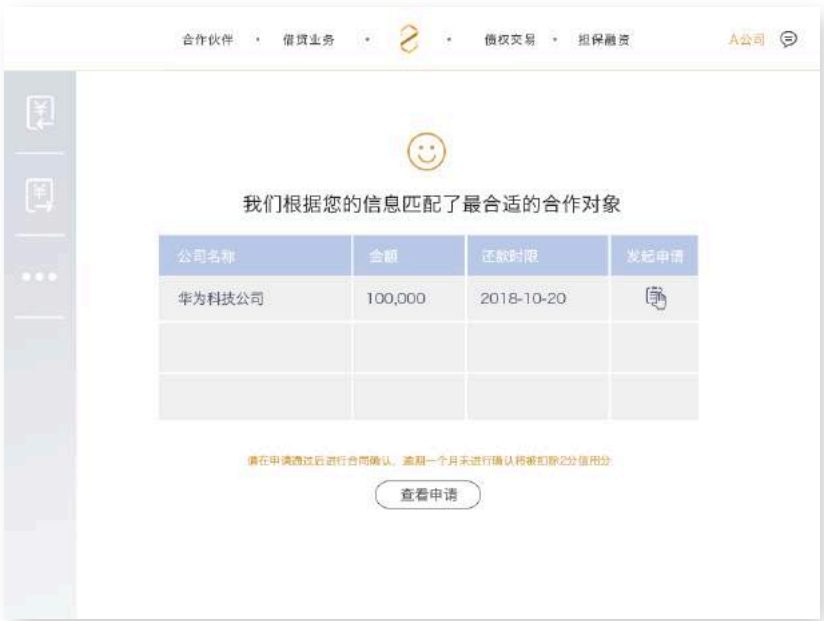 合作伙伴 · 借贷业务 · · 债权交易 · 担保融资 A公司
我们根据您的信息匹配了最合适的合作对象
公司名称 金额 还款时限 发起申请
华为科技公司 100,000 2018-10-20
请在申请通过后进行合同确认，逾期一个月未进行确认将被扣除2分信用分
查看申请